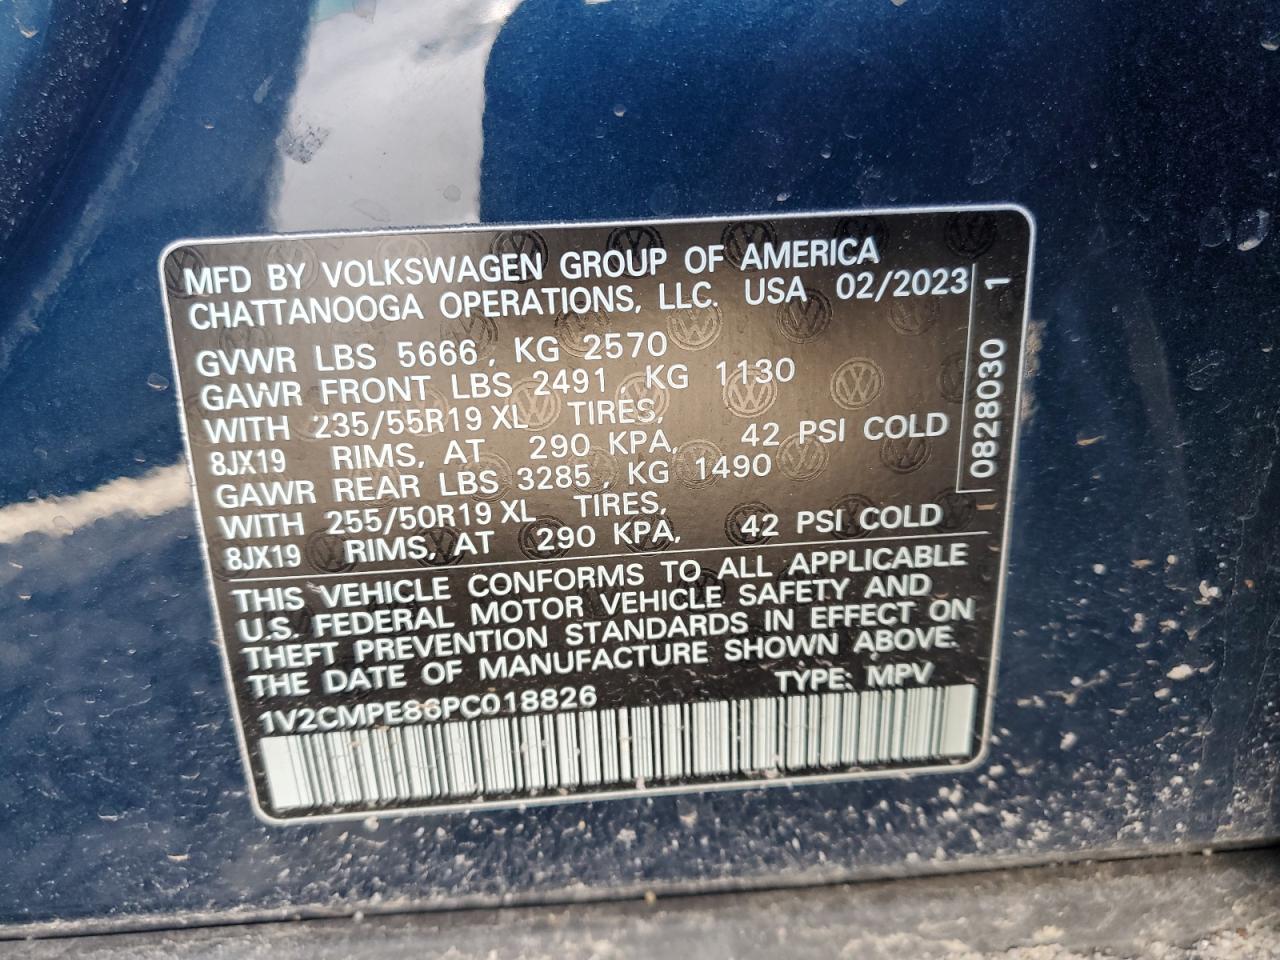 MFD BY VOLKSWAGEN GROUP OF AMERICA
CHATTANOOGA OPERATIONS, LLC. USA 02/2023
GVWR LBS 5666, KG 2570
GAWR FRONT LBS 2491, KG 1130
WITH 235/55R19 XL TIRES,
8JX19 RIMS, AT 290 KPA, 42 PSI COLD
GAWR REAR LBS 3285, KG 1490
WITH 255/50R19 XL TIRES,
8JX19 RIMS, AT 290 KPA, 42 PSI COLD
THIS VEHICLE CONFORMS TO ALL APPLICABLE
U.S. FEDERAL MOTOR VEHICLE SAFETY AND
THEFT PREVENTION STANDARDS IN EFFECT ON
THE DATE OF MANUFACTURE SHOWN ABOVE.
TYPE: MPV
1V2CMPE86PC018826
0828030 1